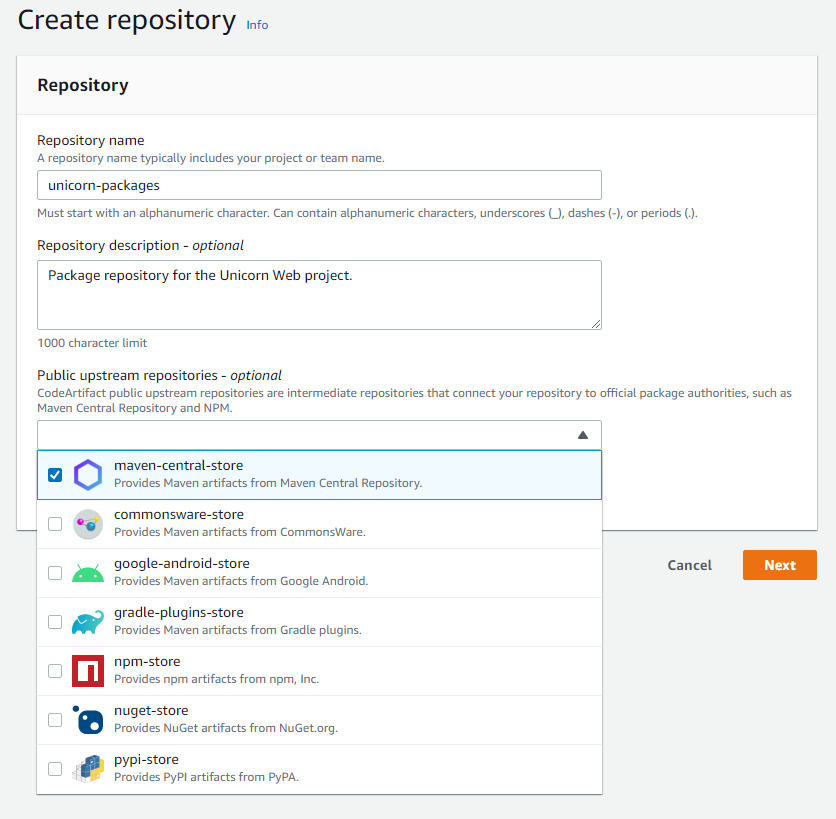 Create repository Info
Repository
Repository name
A repository name typically includes your project or team name.
unicorn-packages
Must start with an alphanumeric character. Can contain alphanumeric characters, underscores (_), dashes (-), or periods (.).
Repository description - optional
Package repository for the Unicorn Web project.
1000 character limit
Public upstream repositories - optional
CodeArtifact public upstream repositories are intermediate repositories that connect your repository to official package authorities, such as
Maven Central Repository and NPM.
maven-central-store
Provides Maven artifacts from Maven Central Repository.
commonsware-store
Provides Maven artifacts from CommonsWare.
google-android-store
Provides Maven artifacts from Google Android.
gradle-plugins-store
Provides Maven artifacts from Gradle plugins.
npm-store
Provides npm artifacts from npm, Inc.
nuget-store
Provides NuGet artifacts from NuGet.org.
pypi-store
Provides PyPI artifacts from PyPA.
Cancel Next